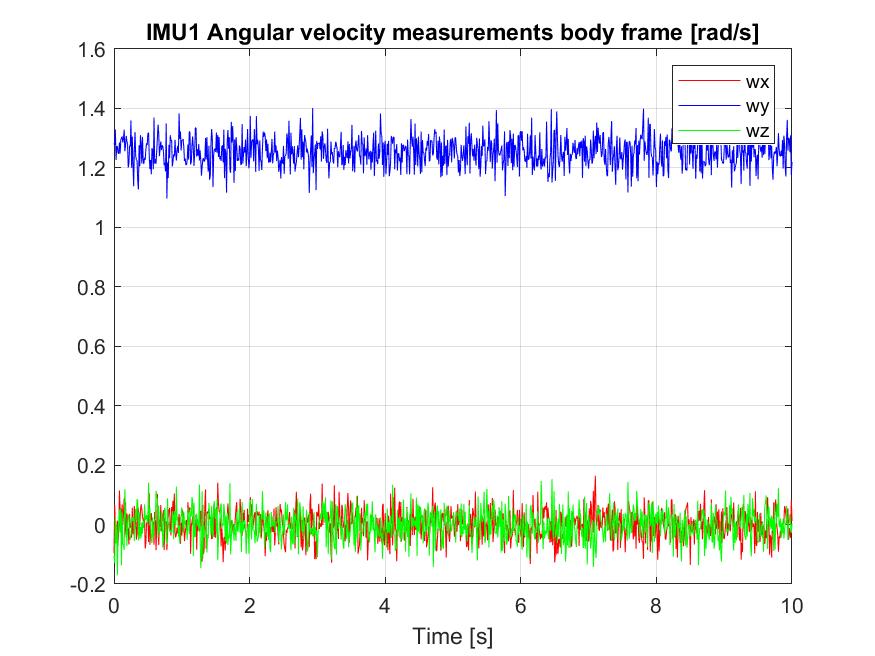 IMU1 Angular velocity measurements body frame [rad/s]
1.6
1.4
1.2
1
0.8
0.6
0.4
0.2
0
-0.2
wx
wy
wz
0 2 4 6 8 10
Time [s]